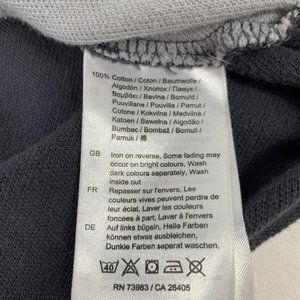 100% Cotton / Coton / Baumwolle /
Algodón / Хлопок / Памук /
Βαμβάκι / Bavlna / Bomuld /
Puuvillane / Puuvilla / Pamut /
Cotone / Kokvilna / Medvilnė /
Katoen / Bawełna / Algodão /
Bumbac / Bombaž / Bomull /
Pamuk / 棉
GB Iron on reverse, Some fading may
occur on bright colours. Wash
dark colours separately, Wash
inside out
FR Repasser sur l'envers, Les
couleurs vives peuvent perdre de
leur éclat, Laver les couleurs
foncées à part, Laver à l'envers
DE Auf links bügeln, Helle Farben
können etwas ausbleichen,
Dunkle Farben separat waschen,
40
RN 73983 / CA 26405